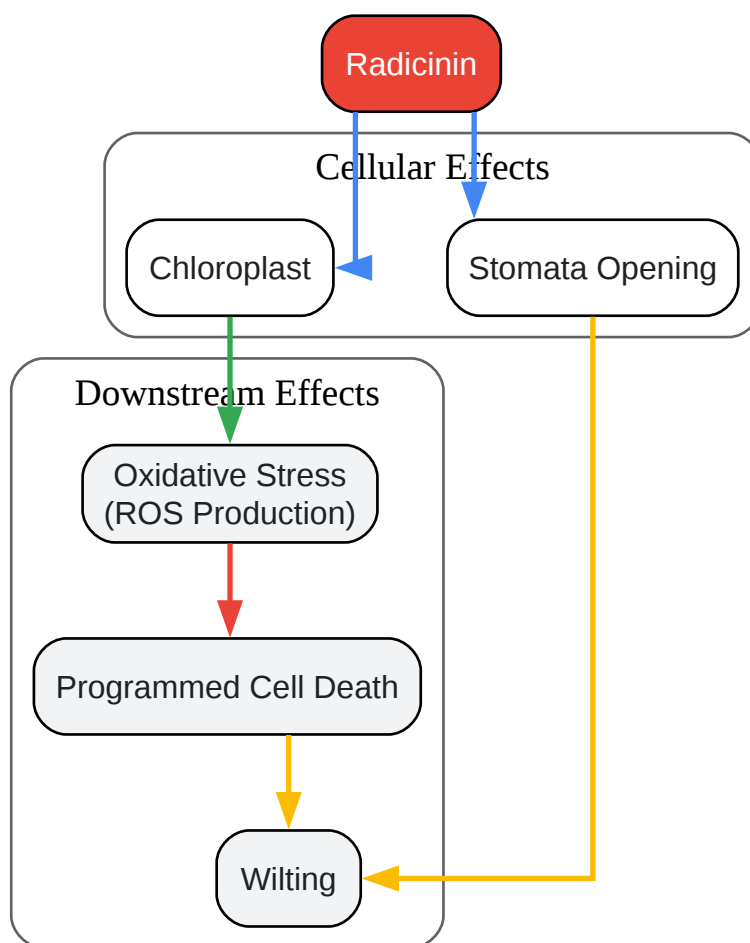 Radicinin
Cellular Effects
Chloroplast
Stomata Opening
Downstream Effects
Oxidative Stress
(ROS Production)
Programmed Cell Death
Wilting